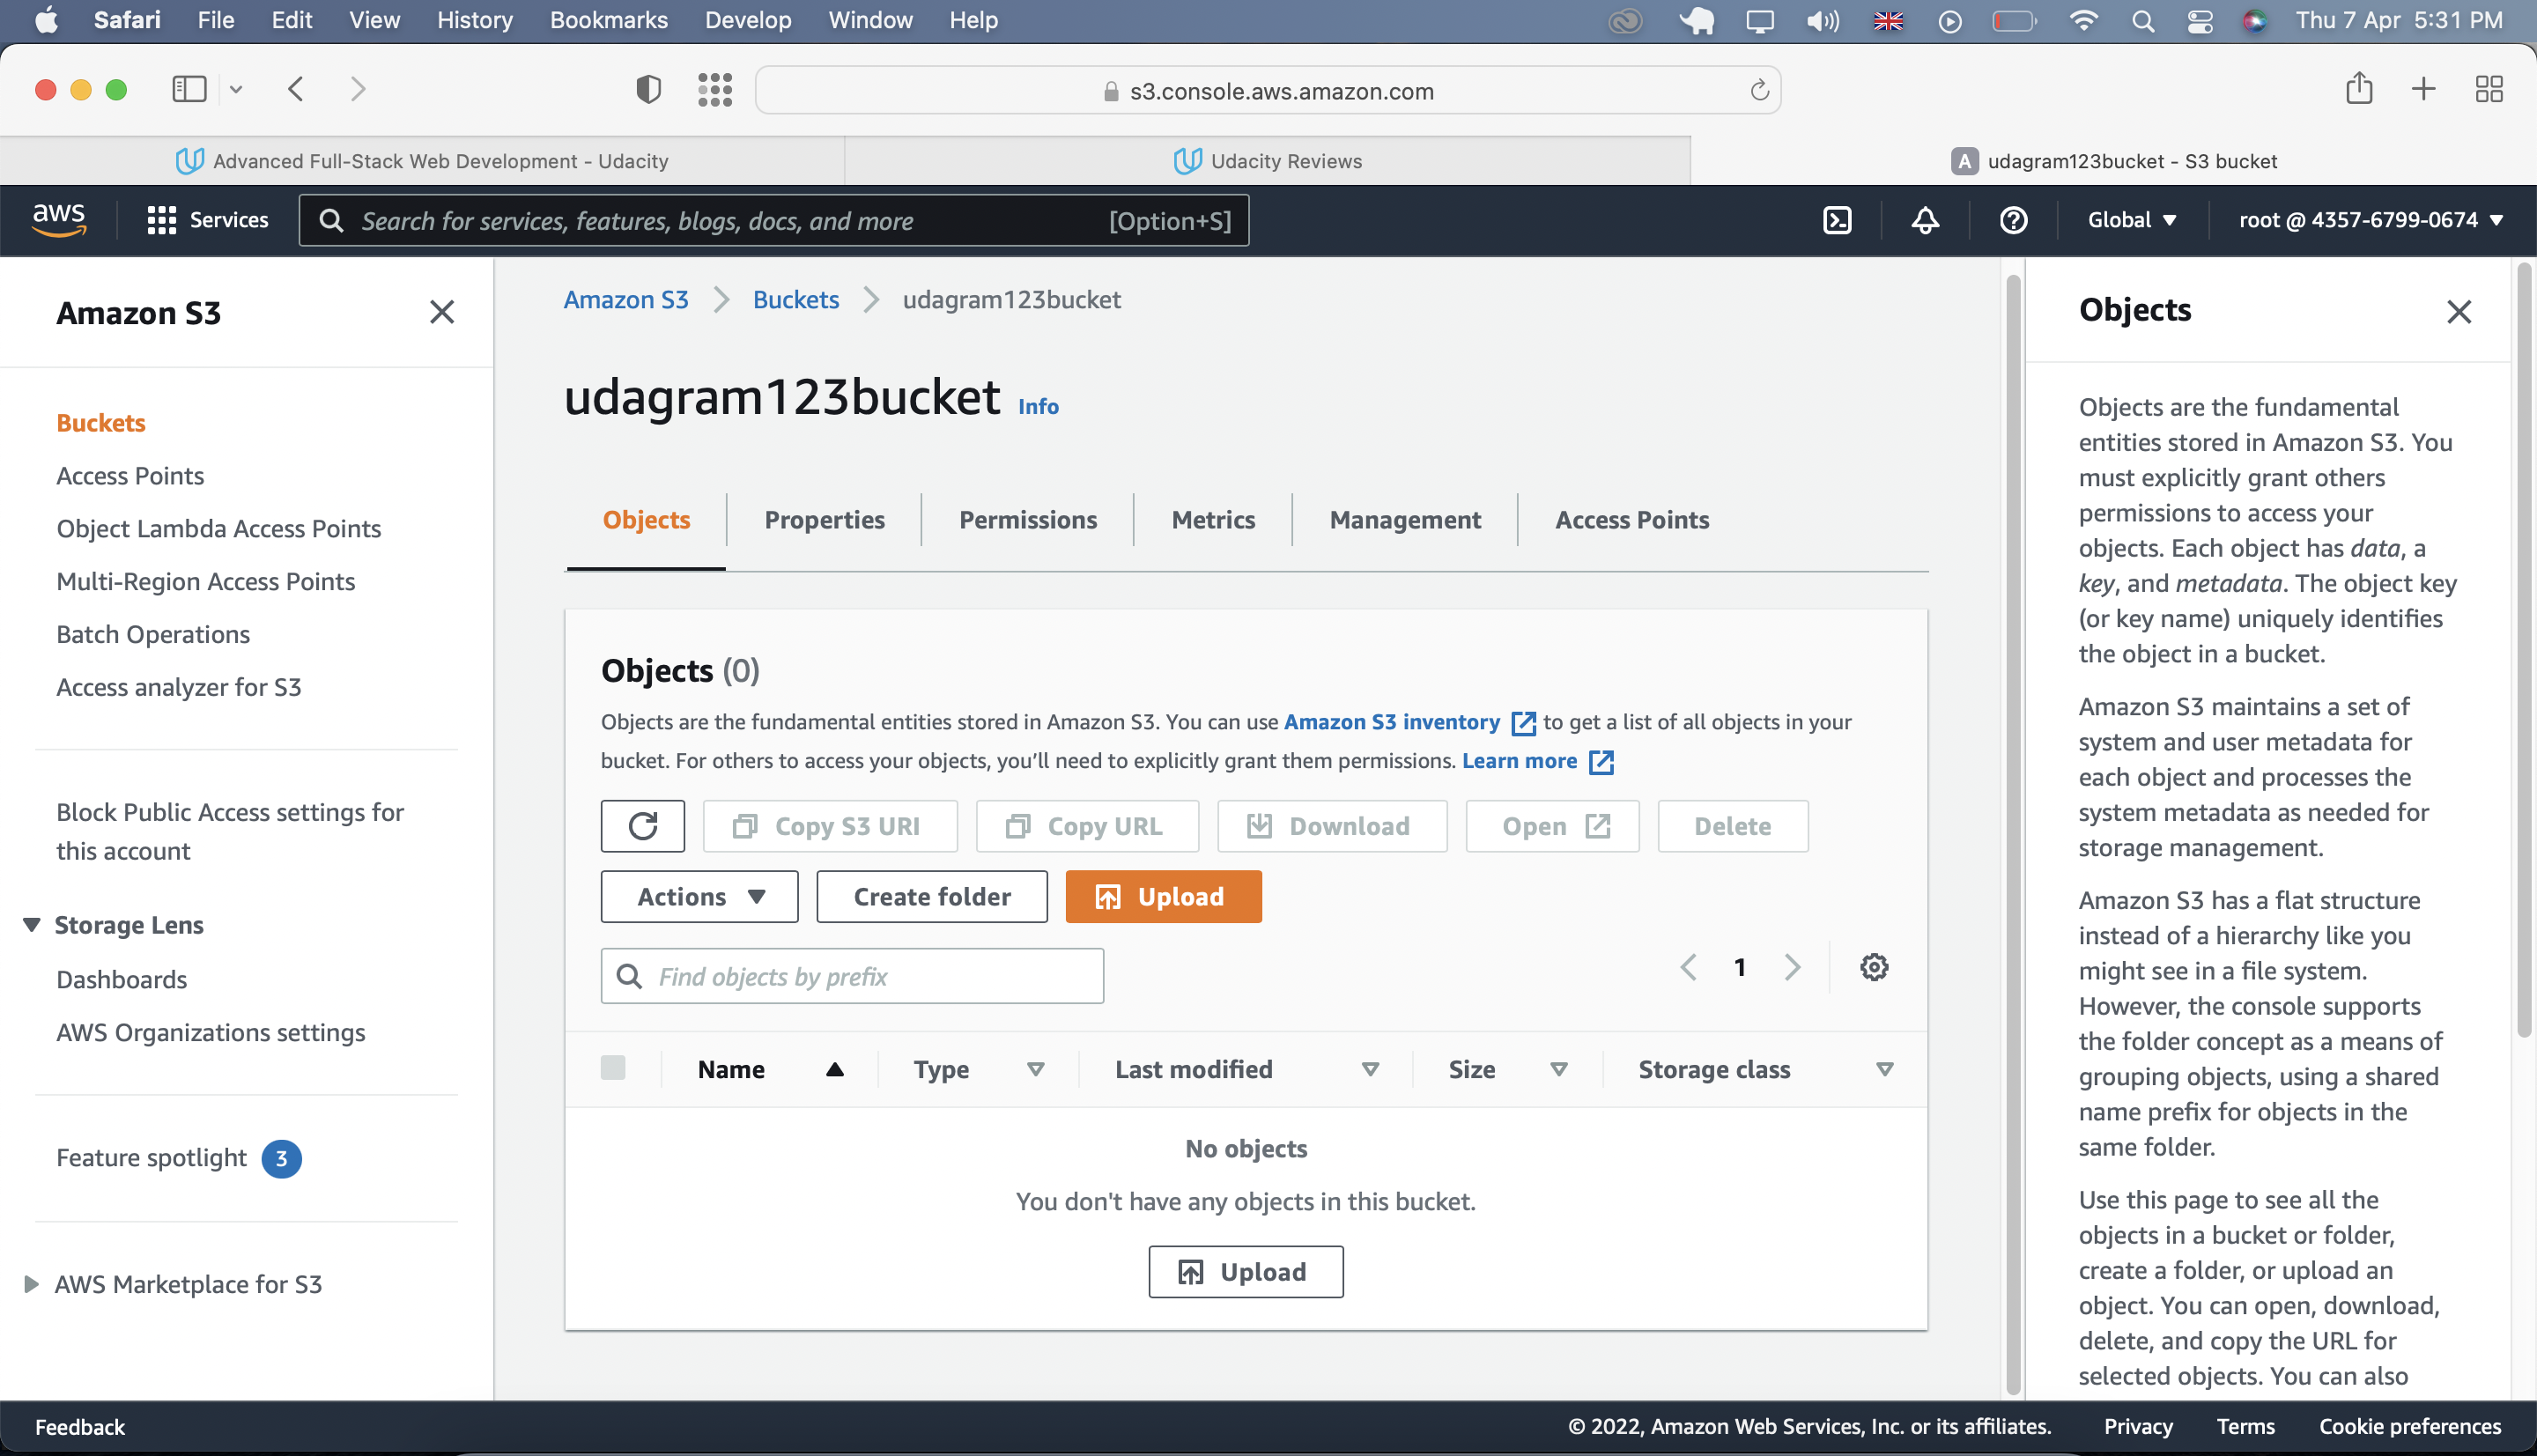 Safari File Edit View History Bookmarks Develop Window Help Thu 7 Apr 5:31 PM
s3.console.aws.amazon.com
Advanced Full-Stack Web Development - Udacity
Udacity Reviews
A udagram123bucket - S3 bucket
aws Services Search for services, features, blogs, docs, and more [Option+S] Global root @ 4357-6799-0674
Amazon S3
Buckets
Access Points
Object Lambda Access Points
Multi-Region Access Points
Batch Operations
Access analyzer for S3
Block Public Access settings for
this account
Storage Lens
Dashboards
AWS Organizations settings
Feature spotlight 3
AWS Marketplace for S3
Amazon S3 Buckets udagram123bucket
udagram123bucket Info
Objects Properties Permissions Metrics Management Access Points
Objects (0)
Objects are the fundamental entities stored in Amazon S3. You can use Amazon S3 inventory to get a list of all objects in your
bucket. For others to access your objects, you'll need to explicitly grant them permissions. Learn more
Copy S3 URI Copy URL Download Open Delete
Actions Create folder Upload
Find objects by prefix 1
Name Type Last modified Size Storage class
No objects
You don't have any objects in this bucket.
Upload
Objects
Objects are the fundamental
entities stored in Amazon S3. You
must explicitly grant others
permissions to access your
objects. Each object has data, a
key, and metadata. The object key
(or key name) uniquely identifies
the object in a bucket.
Amazon S3 maintains a set of
system and user metadata for
each object and processes the
system metadata as needed for
storage management.
Amazon S3 has a flat structure
instead of a hierarchy like you
might see in a file system.
However, the console supports
the folder concept as a means of
grouping objects, using a shared
name prefix for objects in the
same folder.
Use this page to see all the
objects in a bucket or folder,
create a folder, or upload an
object. You can open, download,
delete, and copy the URL for
selected objects. You can also
Feedback © 2022, Amazon Web Services, Inc. or its affiliates. Privacy Terms Cookie preferences